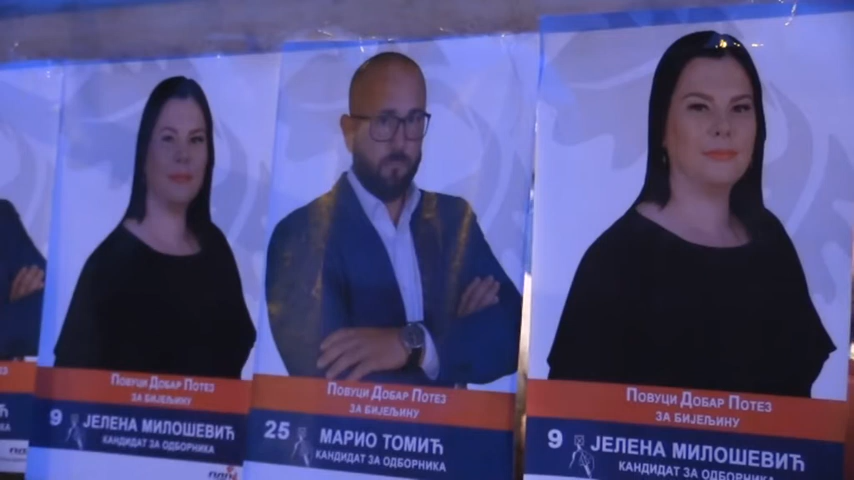 Повуци Добар Потез
ЗА БИЈЕЉИНУ
9 ЈЕЛЕНА МИЛОШЕВИЋ
КАНДИДАТ ЗА ОДБОРНИКА
Повуци Добар Потез
ЗА БИЈЕЉИНУ
25 МАРИО ТОМИЋ
КАНДИДАТ ЗА ОДБОРНИКА
Повуци Добар Потез
ЗА БИЈЕЉИНУ
9 ЈЕЛЕНА МИЛОШЕВИЋ
КАНДИДАТ ЗА ОДБОРНИКА